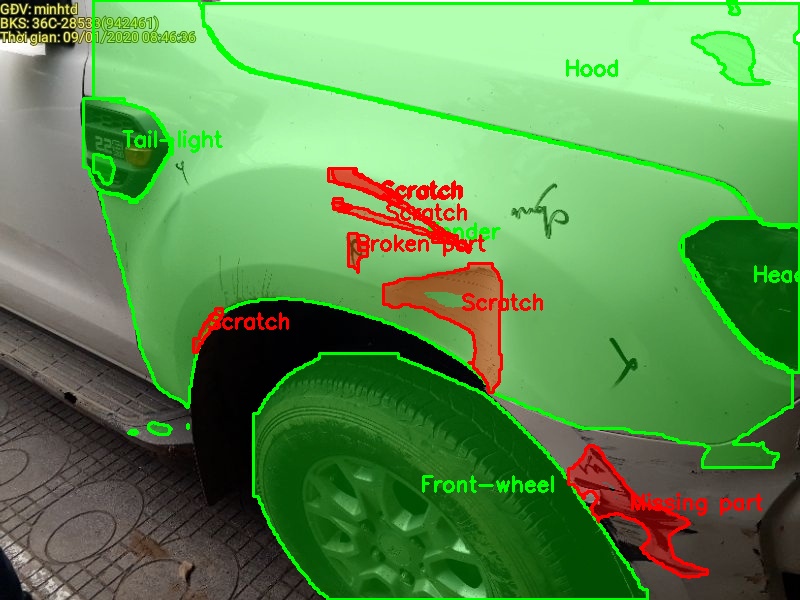 GĐV: minhtd
BKS: 36C-28533(942461)
Thời gian: 09/01/2020 08:46:36
Hood
Tail-light
Scratch
Scratch
Broken part
Head
Scratch
Scratch
Front-wheel
Missing part